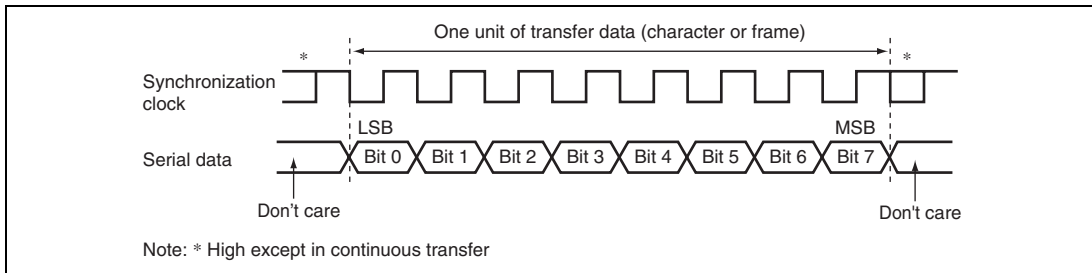 One unit of transfer data (character or frame)
* *
Synchronization
clock
LSB MSB
Serial data Bit 0 Bit 1 Bit 2 Bit 3 Bit 4 Bit 5 Bit 6 Bit 7
Don’t care Don't care
Note: * High except in continuous transfer